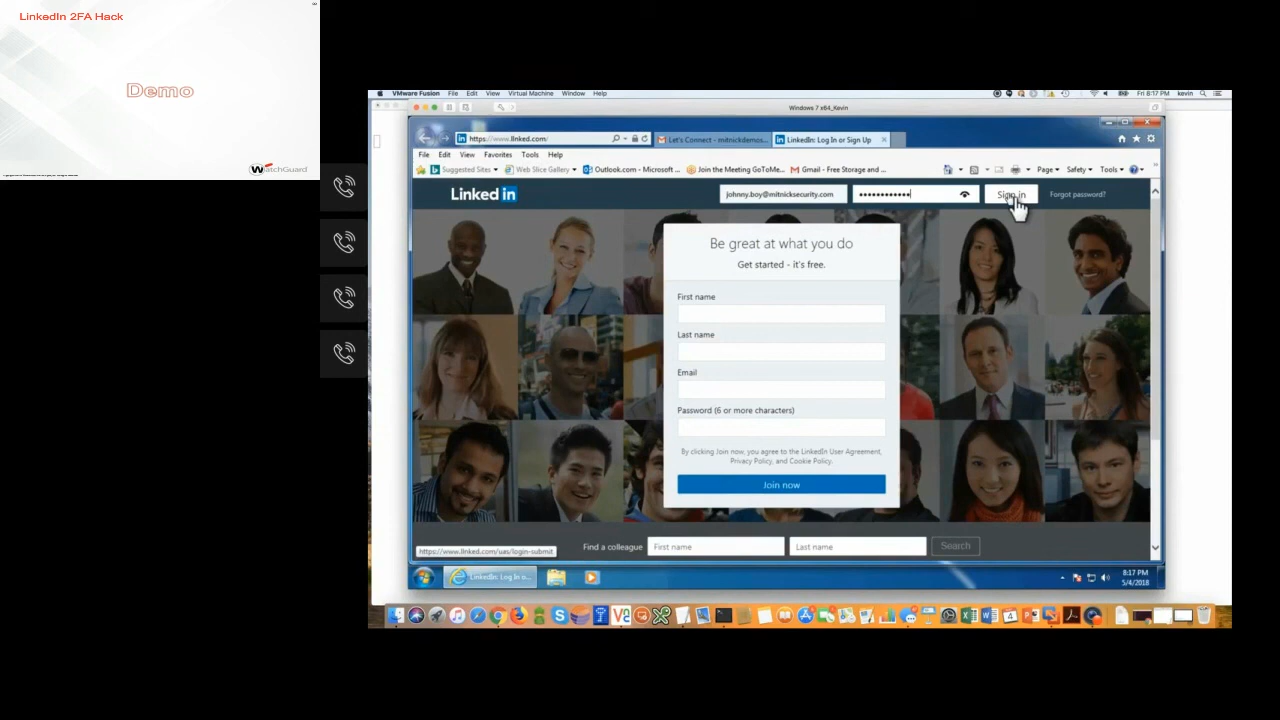 LinkedIn 2FA Hack
Demo
WatchGuard
VMware Fusion File Edit View Virtual Machine Window Help
Fri 8:17 PM kevin
Windows 7 x64_Kevin
https://www.llnked.com/
Let's Connect - mitnickdemos...
LinkedIn: Log In or Sign Up
File Edit View Favorites Tools Help
Suggested Sites
Web Slice Gallery
Outlook.com - Microsoft ...
Join the Meeting GoToMe...
Gmail - Free Storage and ...
Page Safety Tools
Linked in
johnny.boy@mitnicksecurity.com
Sign in
Forgot password?
Be great at what you do
Get started - it's free.
First name
Last name
Email
Password (6 or more characters)
By clicking Join now, you agree to the LinkedIn User Agreement,
Privacy Policy, and Cookie Policy.
Join now
https://www.llnked.com/uas/login-submit
Find a colleague
First name
Last name
Search
LinkedIn: Log In o...
8:17 PM
5/4/2018